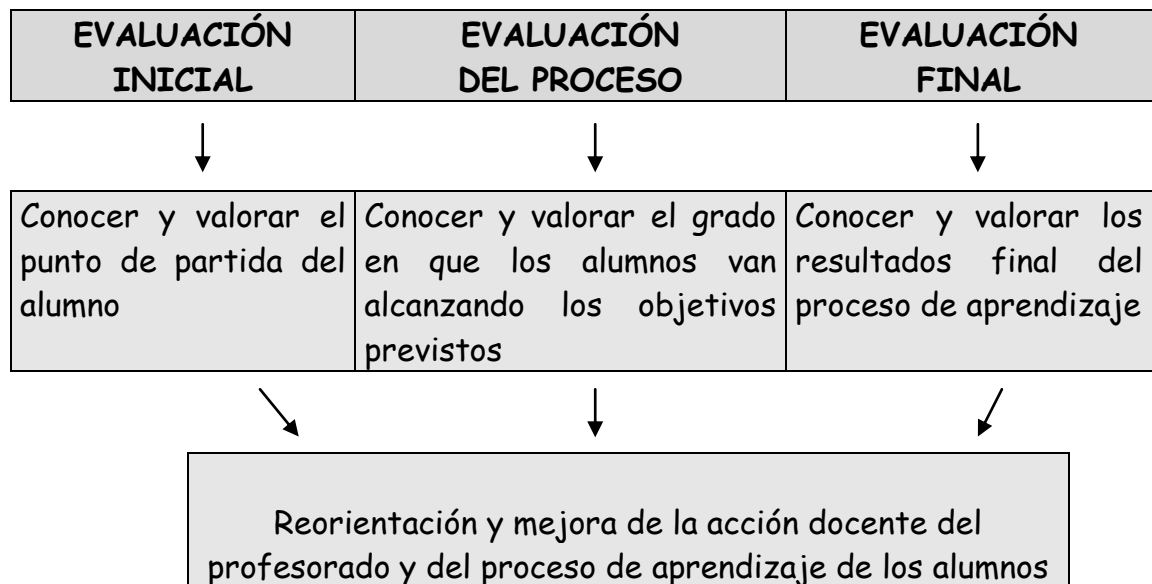 EVALUACIÓN
INICIAL
EVALUACIÓN
DEL PROCESO
EVALUACIÓN
FINAL
Conocer y valorar el
punto de partida del
alumno
Conocer y valorar el grado
en que los alumnos van
alcanzando los objetivos
previstos
Conocer y valorar los
resultados final del
proceso de aprendizaje
Reorientación y mejora de la acción docente del
profesorado y del proceso de aprendizaje de los alumnos